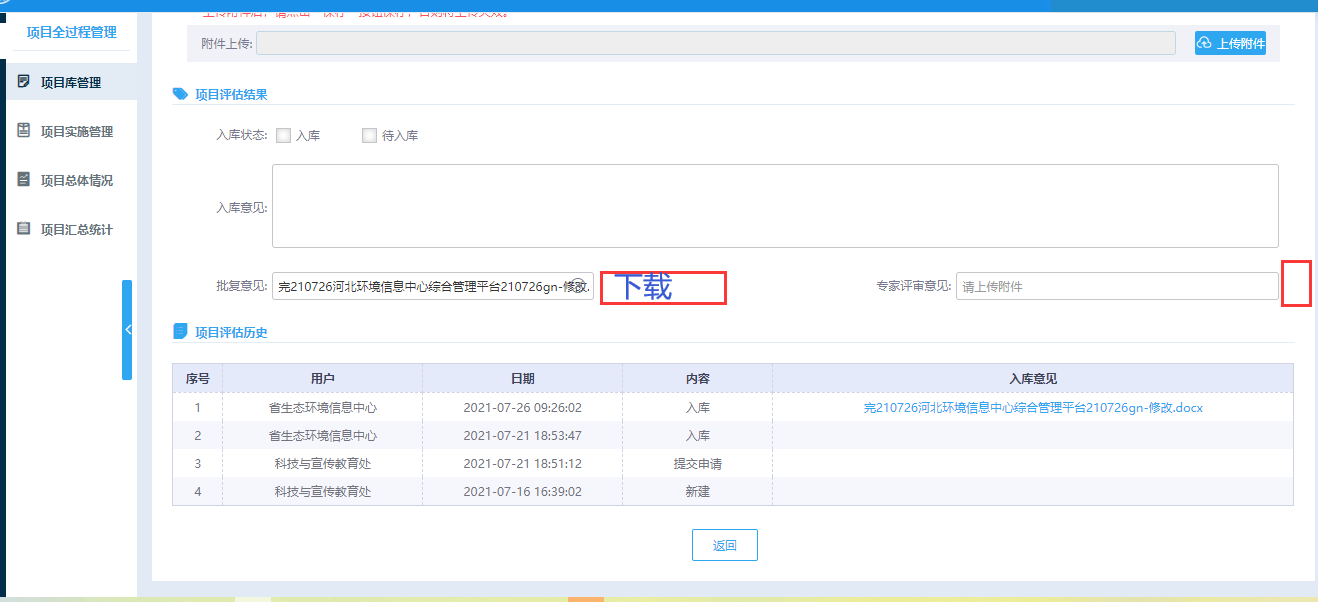 项目全过程管理
项目库管理
项目实施管理
项目总体情况
项目汇总统计
附件上传:
上传附件
项目评估结果
入库状态: 入库 待入库
入库意见:
批复意见: 完210726河北环境信息中心综合管理平台210726gn-修改. 下载 专家评审意见: 请上传附件
项目评估历史
序号 用户 日期 内容 入库意见
1 省生态环境信息中心 2021-07-26 09:26:02 入库 完210726河北环境信息中心综合管理平台210726gn-修改.docx
2 省生态环境信息中心 2021-07-21 18:53:47 入库
3 科技与宣传教育处 2021-07-21 18:51:12 提交申请
4 科技与宣传教育处 2021-07-16 16:39:02 新建
返回